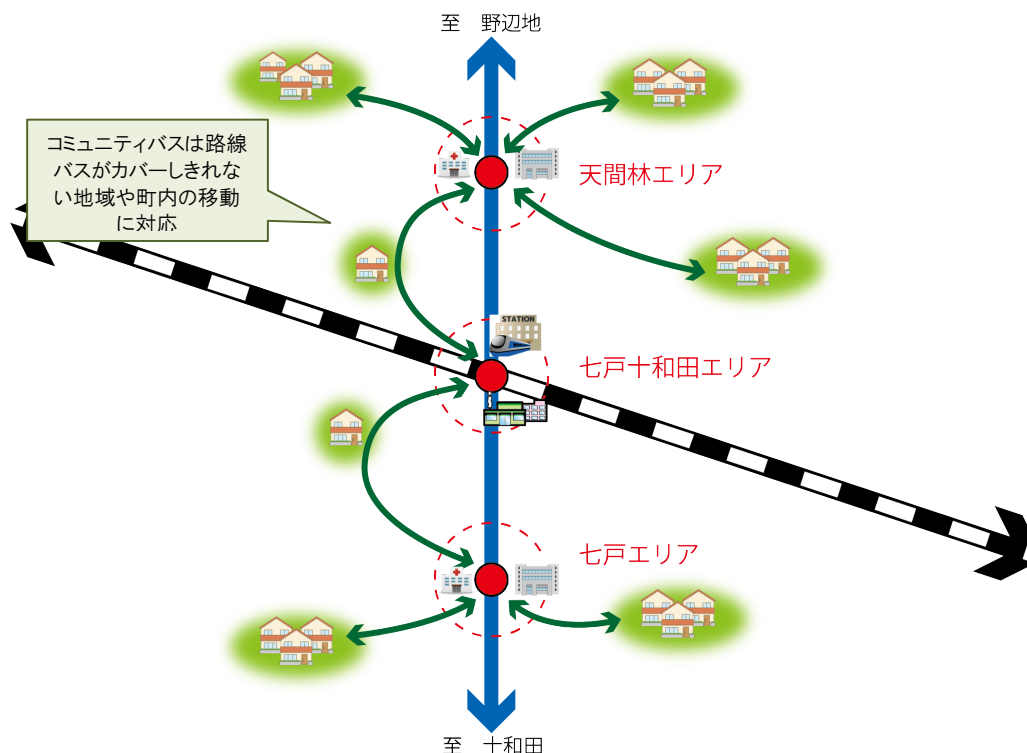 至　野辺地
コミュニティバスは路線
バスがカバーしきれな
い地域や町内の移動
に対応
天間林エリア
STATION
七戸十和田エリア
七戸エリア
至　十和田